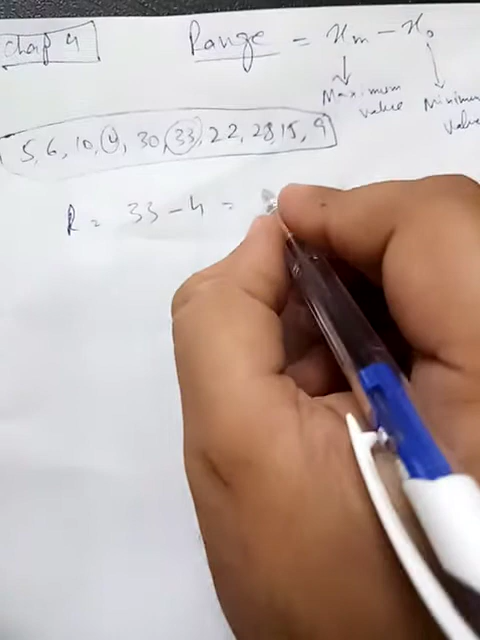 Chap 4
Range = xm - xo
Maximum value
Minimum value
5, 6, 10, 4, 30, 33, 22, 28, 15, 9
R = 33 - 4 =